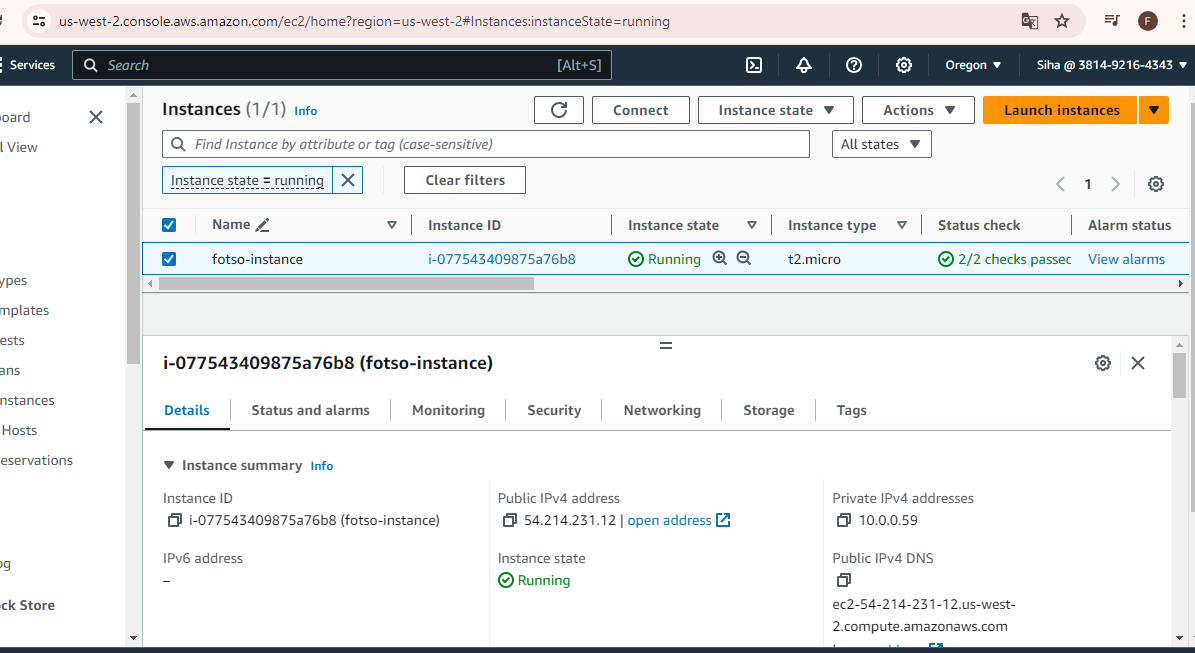 us-west-2.console.aws.amazon.com/ec2/home?region=us-west-2#Instances:instanceState=running
F
Services
Search
[Alt+S]
Oregon
Siha @ 3814-9216-4343
oard
l View
ypes
mplates
ests
ans
nstances
Hosts
eservations
og
ck Store
Instances (1/1) Info
Connect
Instance state
Actions
Launch instances
Find Instance by attribute or tag (case-sensitive)
All states
Instance state = running
Clear filters
1
Name
Instance ID
Instance state
Instance type
Status check
Alarm status
fotso-instance
i-077543409875a76b8
Running
t2.micro
2/2 checks passec
View alarms
i-077543409875a76b8 (fotso-instance)
Details
Status and alarms
Monitoring
Security
Networking
Storage
Tags
Instance summary Info
Instance ID
i-077543409875a76b8 (fotso-instance)
Public IPv4 address
54.214.231.12 | open address
Private IPv4 addresses
10.0.0.59
IPv6 address
–
Instance state
Running
Public IPv4 DNS
ec2-54-214-231-12.us-west-
2.compute.amazonaws.com